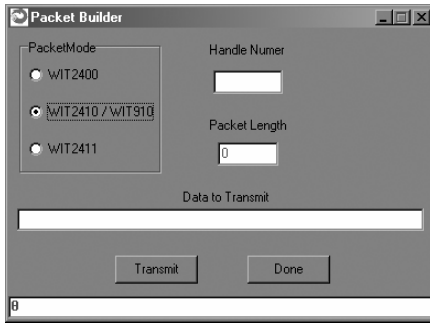 Packet Builder
PacketMode
WIT2400
WIT2410 / WIT910
WIT2411
Handle Numer
Packet Length
0
Data to Transmit
Transmit
Done